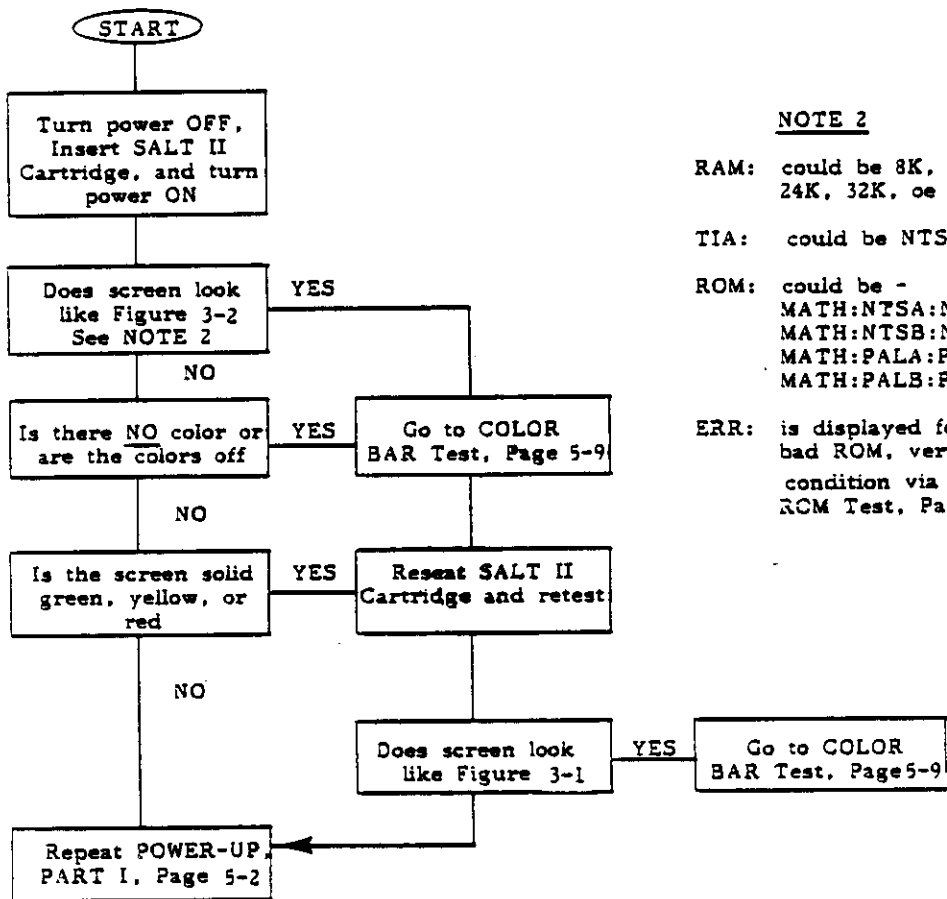 START
Turn power OFF,
Insert SALT II
Cartridge, and turn
power ON
Does screen look
like Figure 3-2
See NOTE 2
YES
NO
Is there NO color or
are the colors off
YES
Go to COLOR
BAR Test, Page 5-9
NO
Is the screen solid
green, yellow, or
red
YES
Reseat SALT II
Cartridge and retest
NO
Does screen look
like Figure 3-1
YES
Go to COLOR
BAR Test, Page 5-9
Repeat POWER-UP
PART I, Page 5-2
NOTE 2
RAM: could be 8K,
24K, 32K, oe
TIA: could be NTS
ROM: could be -
MATH:NTSA:N
MATH:NTSB:N
MATH:PALA:P
MATH:PALB:P
ERR: is displayed fo
bad ROM, ver
condition via
ROM Test, Pa